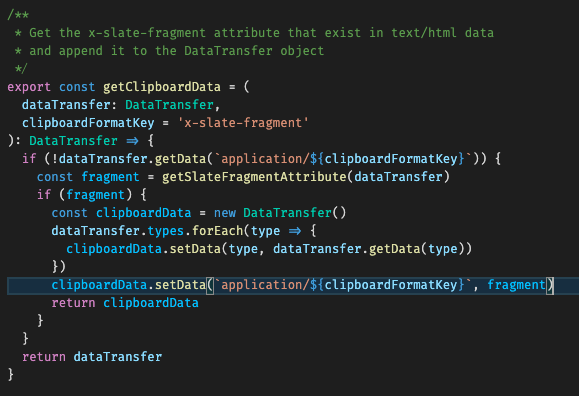 /**
 * Get the x-slate-fragment attribute that exist in text/html data
 * and append it to the DataTransfer object
 */
export const getClipboardData = (
  dataTransfer: DataTransfer,
  clipboardFormatKey = 'x-slate-fragment'
): DataTransfer => {
  if (!dataTransfer.getData(`application/${clipboardFormatKey}`)) {
    const fragment = getSlateFragmentAttribute(dataTransfer)
    if (fragment) {
      const clipboardData = new DataTransfer()
      dataTransfer.types.forEach(type => {
        clipboardData.setData(type, dataTransfer.getData(type))
      })
      clipboardData.setData(`application/${clipboardFormatKey}`, fragment)
      return clipboardData
    }
  }
  return dataTransfer
}